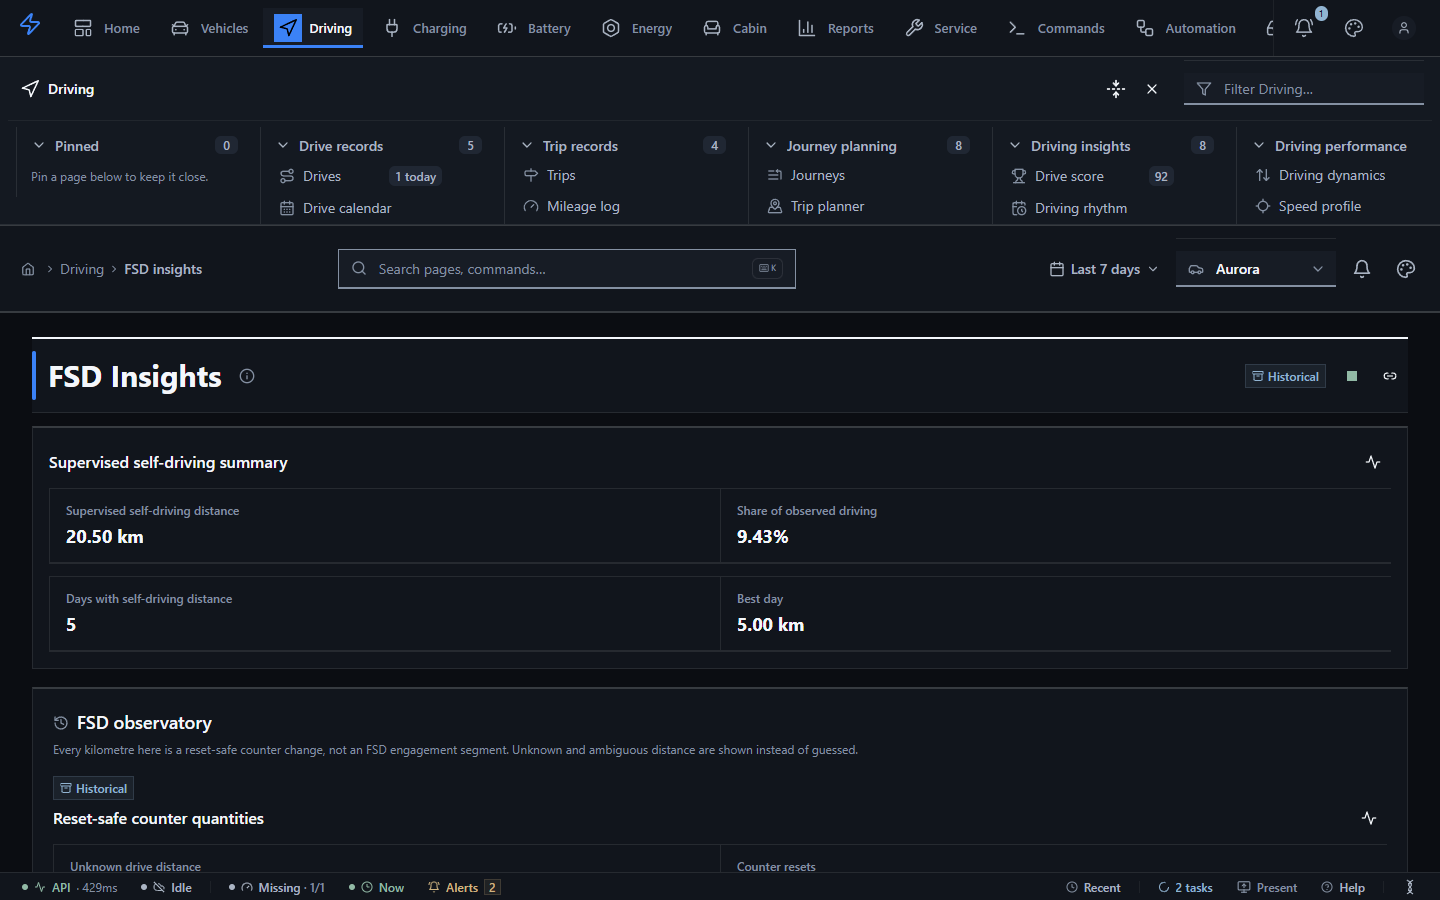 Home Vehicles Driving Charging Battery Energy Cabin Reports Service Commands Automation 1
Driving Filter Driving...
Pinned 0 Drive records 5 Trip records 4 Journey planning 8 Driving insights 8 Driving performance
Pin a page below to keep it close. Drives 1 today Trips Journeys Drive score 92 Driving dynamics
Drive calendar Mileage log Trip planner Driving rhythm Speed profile
Driving FSD insights Search pages, commands... K Last 7 days Aurora
FSD Insights Historical
Supervised self-driving summary
Supervised self-driving distance Share of observed driving
20.50 km 9.43%
Days with self-driving distance Best day
5 5.00 km
FSD observatory
Every kilometre here is a reset-safe counter change, not an FSD engagement segment. Unknown and ambiguous distance are shown instead of guessed.
Historical
Reset-safe counter quantities
Unknown drive distance Counter resets
API · 429ms Idle Missing · 1/1 Now Alerts 2 Recent 2 tasks Present Help